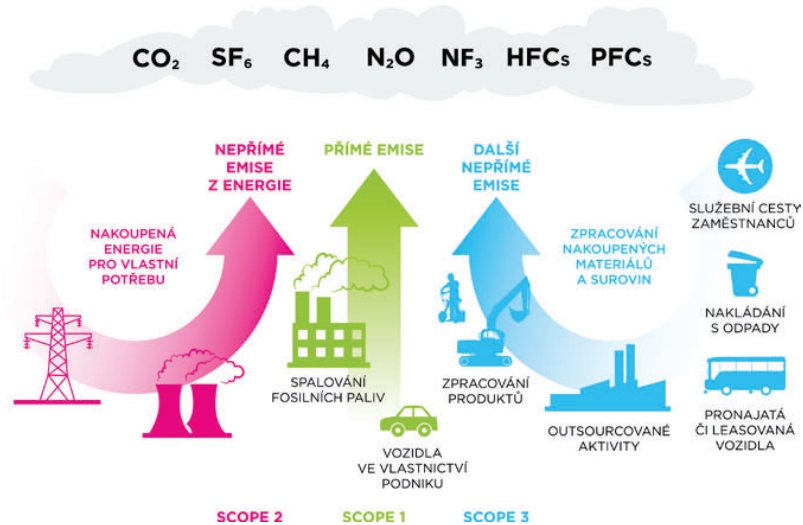 CO₂ SF₆ CH₄ N₂O NF₃ HFCs PFCs
NEPŘÍMÉ
EMISE
Z ENERGIE
PŘÍMÉ EMISE
DALŠÍ
NEPŘÍMÉ
EMISE
NAKOUPENÁ
ENERGIE
PRO VLASTNÍ
POTŘEBU
ZPRACOVÁNÍ
NAKOUPENÝCH
MATERIÁLŮ
A SUROVIN
SLUŽEBNÍ CESTY
ZAMĚSTNANCŮ
NAKLÁDÁNÍ
S ODPADY
SPALOVÁNÍ
FOSILNÍCH PALIV
ZPRACOVÁNÍ
PRODUKTŮ
OUTSOURCOVANÉ
AKTIVITY
PRONAJATÁ
ČI LEASOVANÁ
VOZIDLA
VOZIDLA
VE VLASTNICTVÍ
PODNIKU
SCOPE 2 SCOPE 1 SCOPE 3